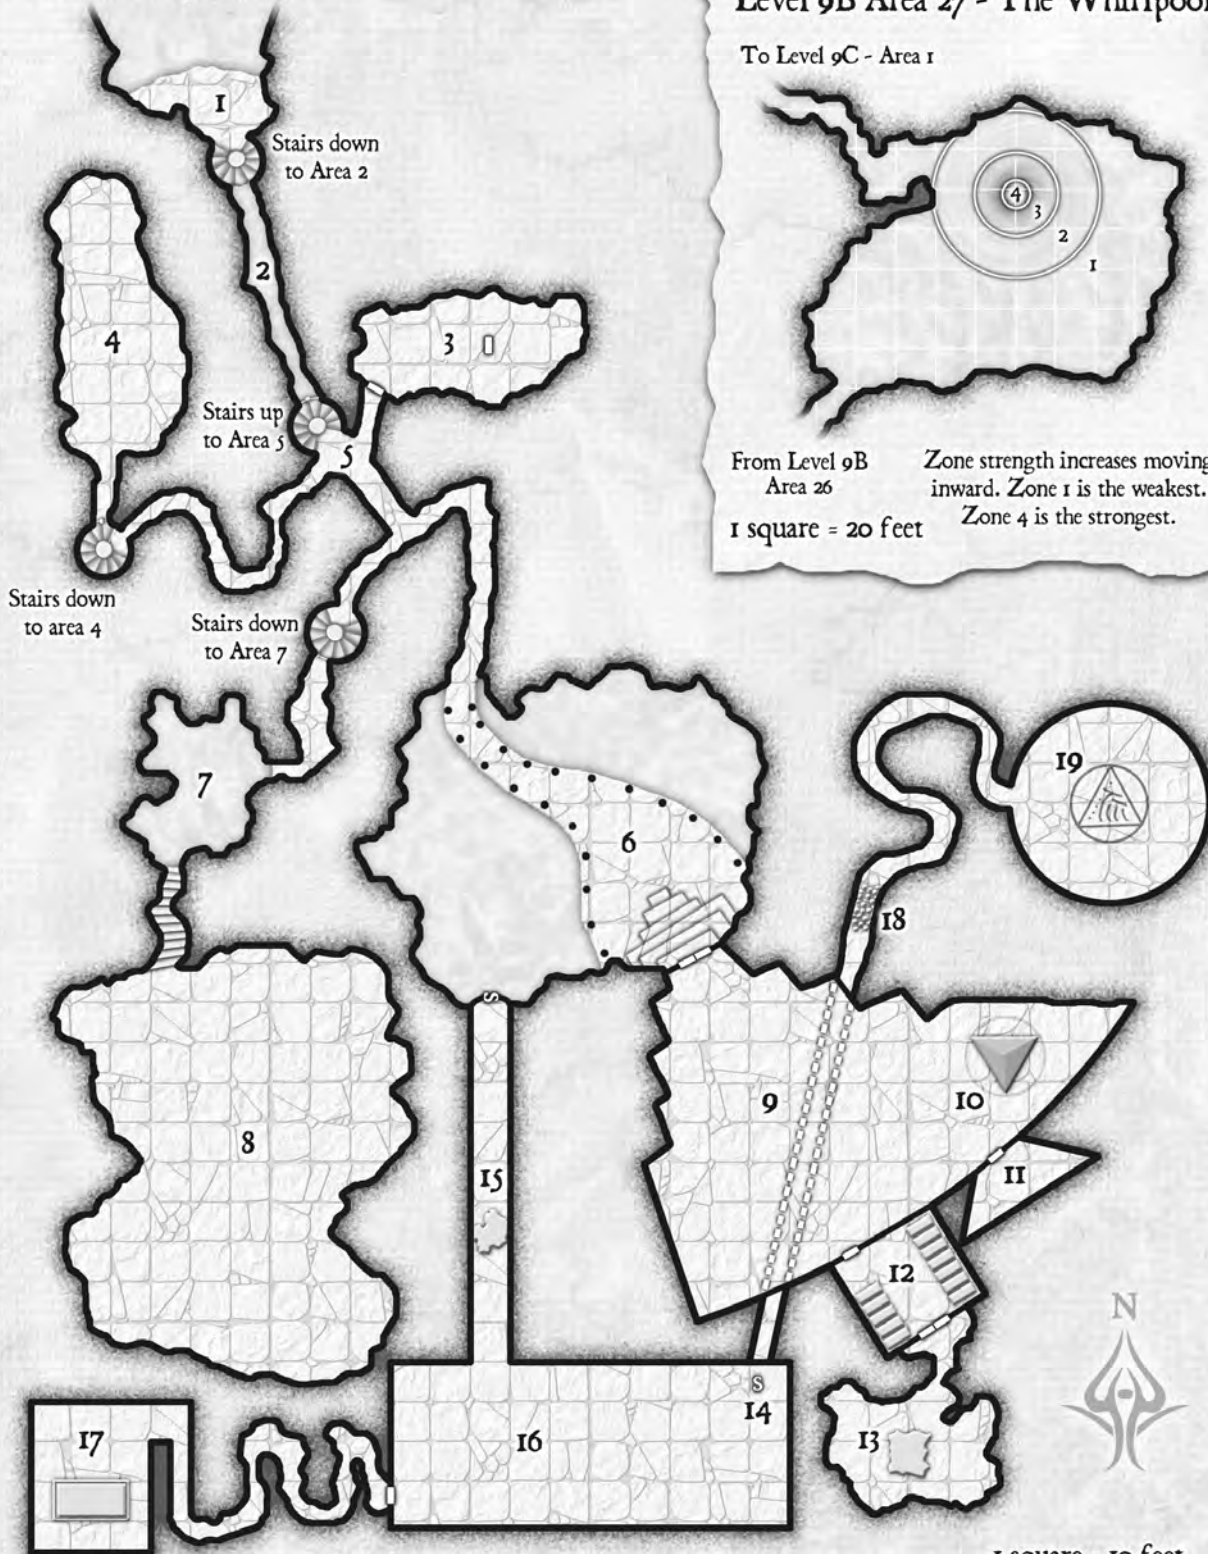 Level 9B Area 27 - The Whirlpool
To Level 9C - Area 1
1
Stairs down
to Area 2
4
3
2
1
2
4
3
Stairs up
to Area 5
5
From Level 9B
Area 26
Zone strength increases moving
inward. Zone 1 is the weakest.
Zone 4 is the strongest.
1 square = 20 feet
Stairs down
to area 4
Stairs down
to Area 7
7
6
19
18
S
9
10
8
15
11
12
N
S
14
17
16
13
1 square = 10 feet